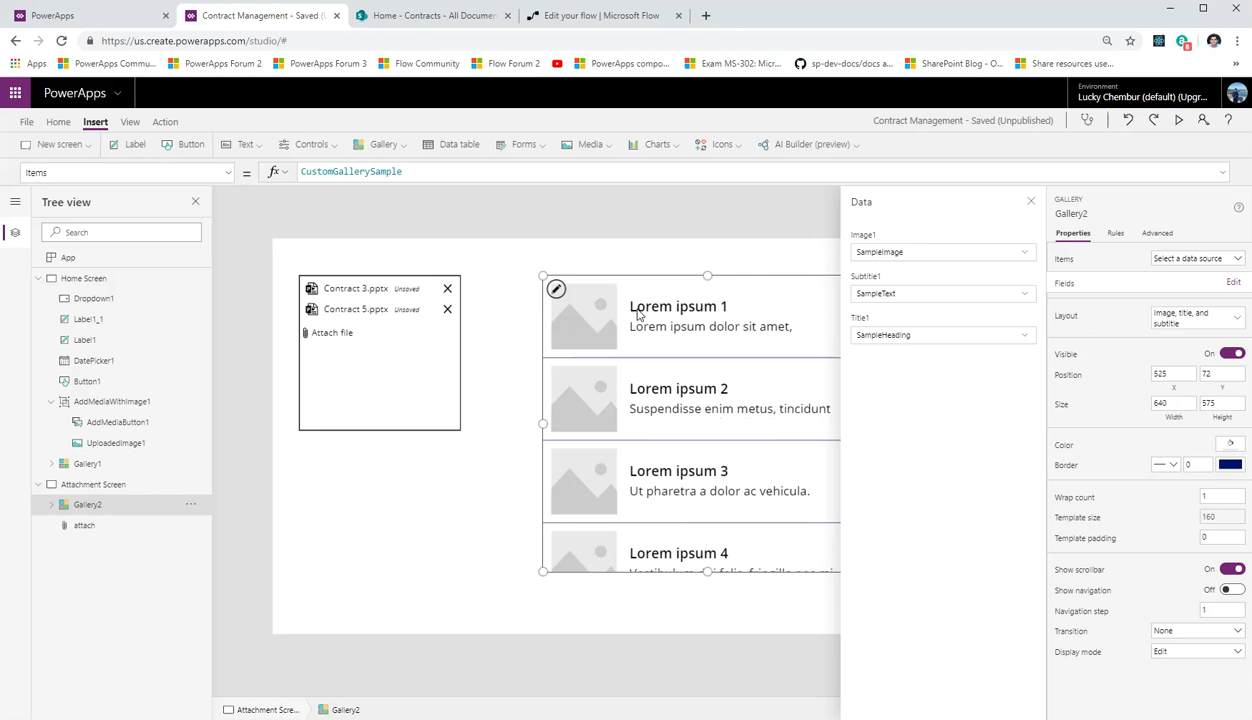 PowerApps
Contract Management - Saved (U
Home - Contracts - All Documen
Edit your flow | Microsoft Flow
https://us.create.powerapps.com/studio/#
Apps
PowerApps Commu...
PowerApps Forum 2
PowerApps Forum 3
Flow Community
Flow Forum 2
PowerApps compo...
Exam MS-302: Micr...
sp-dev-docs/docs a...
SharePoint Blog - O...
Share resources use...
PowerApps
Environment
Lucky Chembur (default) (Upgr...
File
Home
Insert
View
Action
Contract Management - Saved (Unpublished)
New screen
Label
Button
Text
Controls
Gallery
Data table
Forms
Media
Charts
Icons
AI Builder (preview)
Items
=
fx
CustomGallerySample
Tree view
Search
App
Home Screen
Dropdown1
Label1_1
Label1
DatePicker1
Button1
AddMediaWithImage1
AddMediaButton1
UploadedImage1
Gallery1
Attachment Screen
Gallery2
attach
Contract 3.pptx Unsaved
Contract 5.pptx Unsaved
Attach file
Lorem ipsum 1
Lorem ipsum dolor sit amet,
Lorem ipsum 2
Suspendisse enim metus, tincidunt
Lorem ipsum 3
Ut pharetra a dolor ac vehicula.
Lorem ipsum 4
Data
Image1
SampleImage
Subtitle1
SampleText
Title1
SampleHeading
GALLERY
Gallery2
Properties
Rules
Advanced
Items
Select a data source
Fields
Edit
Layout
Image, title, and
subtitle
Visible
On
Position
525
72
X
Y
Size
640
575
Width
Height
Color
Border
0
Wrap count
1
Template size
160
Template padding
0
Show scrollbar
On
Show navigation
Off
Navigation step
1
Transition
None
Display mode
Edit
Attachment Scre...
Gallery2